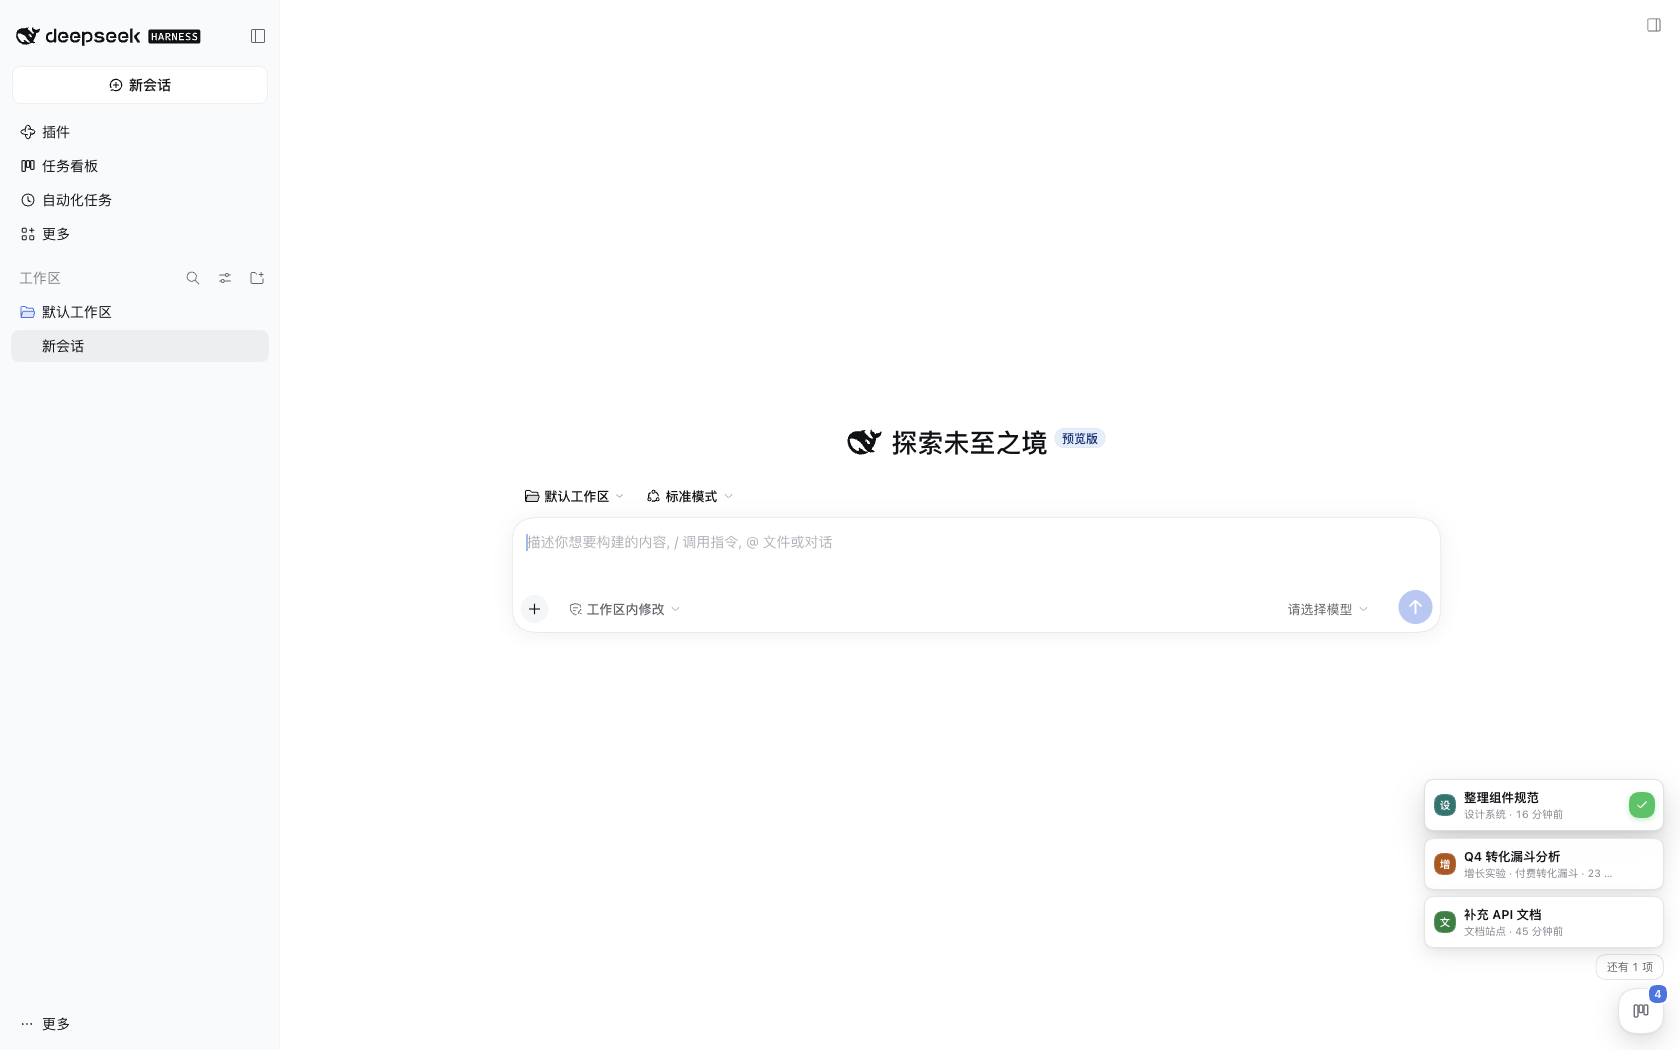 deepseek HARNESS
新会话
插件
任务看板
自动化任务
更多
工作区
默认工作区
新会话
探索未至之境 预览版
默认工作区 标准模式
描述你想要构建的内容, / 调用指令, @ 文件或对话
工作区内修改 请选择模型
设 整理组件规范
设计系统 · 16 分钟前
增 Q4 转化漏斗分析
增长实验 · 付费转化漏斗 · 23 ...
文 补充 API 文档
文档站点 · 45 分钟前
还有 1 项
4
更多